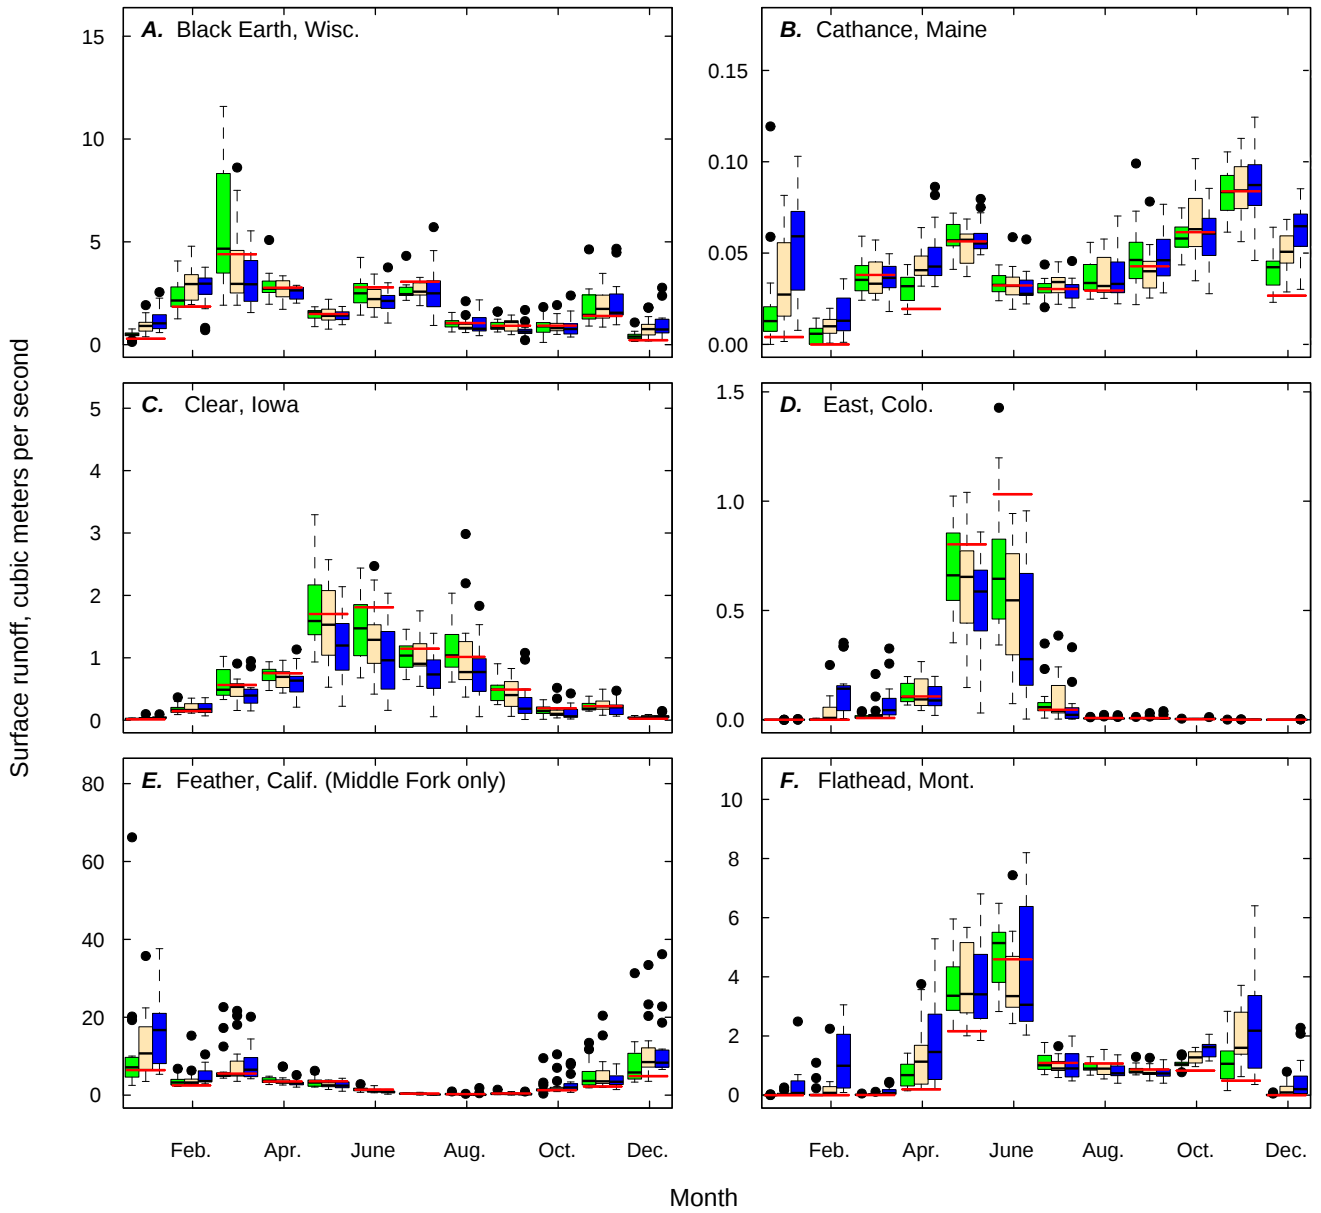 A. Black Earth, Wisc.
15
10
5
0
B. Cathance, Maine
0.15
0.10
0.05
0.00
C. Clear, Iowa
5
4
3
2
1
0
D. East, Colo.
1.5
1.0
0.5
0.0
E. Feather, Calif. (Middle Fork only)
80
60
40
20
0
F. Flathead, Mont.
10
8
6
4
2
0
Surface runoff, cubic meters per second
Feb. Apr. June Aug. Oct. Dec.
Feb. Apr. June Aug. Oct. Dec.
Month